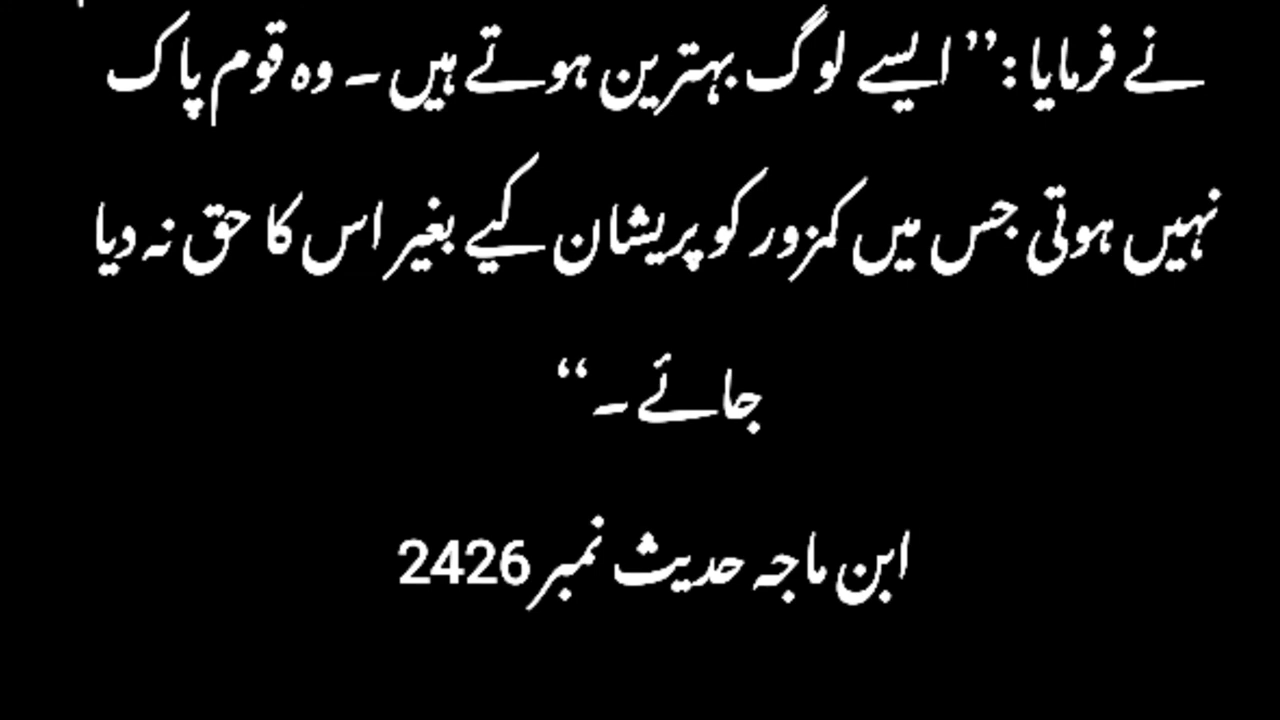 نے فرمایا :’’ ایسے لوگ بہترین ہوتے ہیں ۔ وہ قوم پاک
نہیں ہوتی جس میں کمزور کو پریشان کیے بغیر اس کا حق نہ دیا
جائے ۔‘‘
ابن ماجہ حدیث نمبر 2426